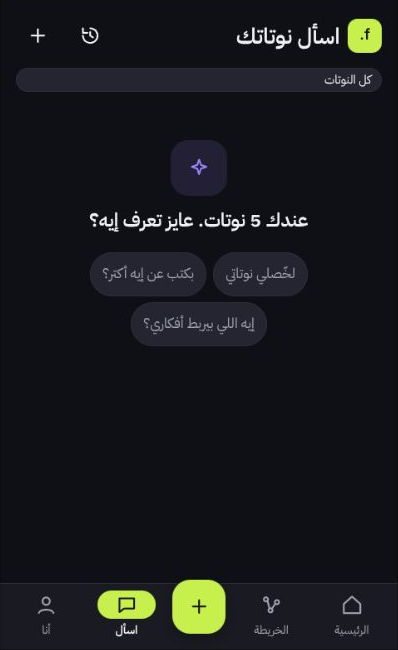 f.
اسأل نوتاتك
كل النوتات
عندك 5 نوتات. عايز تعرف إيه؟
لخّصلي نوتاتي
بكتب عن إيه أكتر؟
إيه اللي بيربط أفكاري؟
الرئيسية
الخريطة
اسأل
أنا